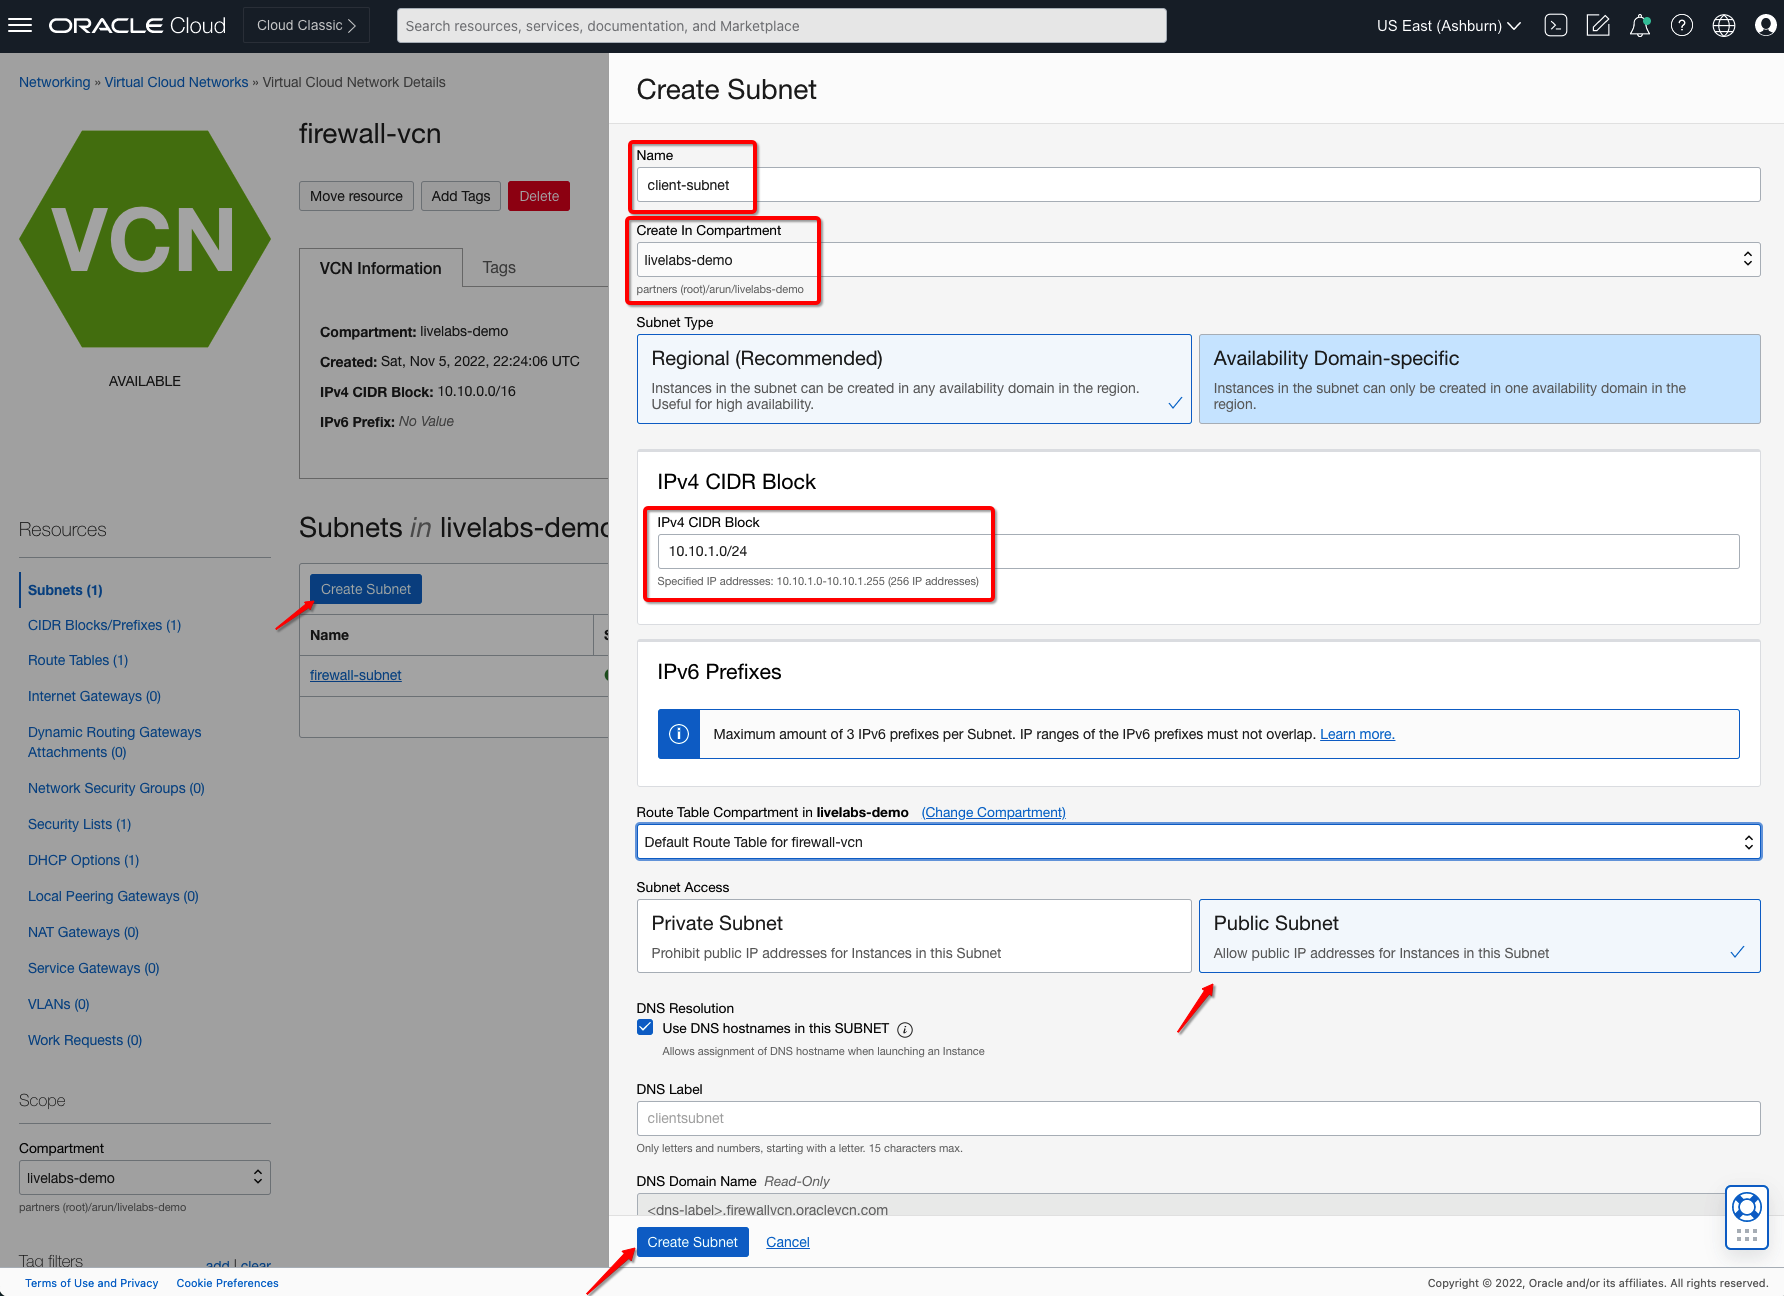 ORACLE Cloud
Cloud Classic
Search resources, services, documentation, and Marketplace
US East (Ashburn)
Networking » Virtual Cloud Networks » Virtual Cloud Network Details
VCN
AVAILABLE
firewall-vcn
Move resource
Add Tags
Delete
VCN Information
Tags
Compartment: livelabs-demo
Created: Sat, Nov 5, 2022, 22:24:06 UTC
IPv4 CIDR Block: 10.10.0.0/16
IPv6 Prefix: No Value
Resources
Subnets (1)
CIDR Blocks/Prefixes (1)
Route Tables (1)
Internet Gateways (0)
Dynamic Routing Gateways
Attachments (0)
Network Security Groups (0)
Security Lists (1)
DHCP Options (1)
Local Peering Gateways (0)
NAT Gateways (0)
Service Gateways (0)
VLANs (0)
Work Requests (0)
Scope
Compartment
livelabs-demo
partners (root)/arun/livelabs-demo
Tag filters
add | clear
Subnets in livelabs-demo
Create Subnet
Name
firewall-subnet
Create Subnet
Name
client-subnet
Create In Compartment
livelabs-demo
partners (root)/arun/livelabs-demo
Subnet Type
Regional (Recommended)
Instances in the subnet can be created in any availability domain in the region.
Useful for high availability.
Availability Domain-specific
Instances in the subnet can only be created in one availability domain in the
region.
IPv4 CIDR Block
IPv4 CIDR Block
10.10.1.0/24
Specified IP addresses: 10.10.1.0-10.10.1.255 (256 IP addresses)
IPv6 Prefixes
Maximum amount of 3 IPv6 prefixes per Subnet. IP ranges of the IPv6 prefixes must not overlap. Learn more.
Route Table Compartment in livelabs-demo (Change Compartment)
Default Route Table for firewall-vcn
Subnet Access
Private Subnet
Prohibit public IP addresses for Instances in this Subnet
Public Subnet
Allow public IP addresses for Instances in this Subnet
DNS Resolution
Use DNS hostnames in this SUBNET
Allows assignment of DNS hostname when launching an Instance
DNS Label
clientsubnet
Only letters and numbers, starting with a letter. 15 characters max.
DNS Domain Name Read-Only
<dns-label>.firewallvcn.oraclevcn.com
Create Subnet
Cancel
Terms of Use and Privacy
Cookie Preferences
Copyright © 2022, Oracle and/or its affiliates. All rights reserved.